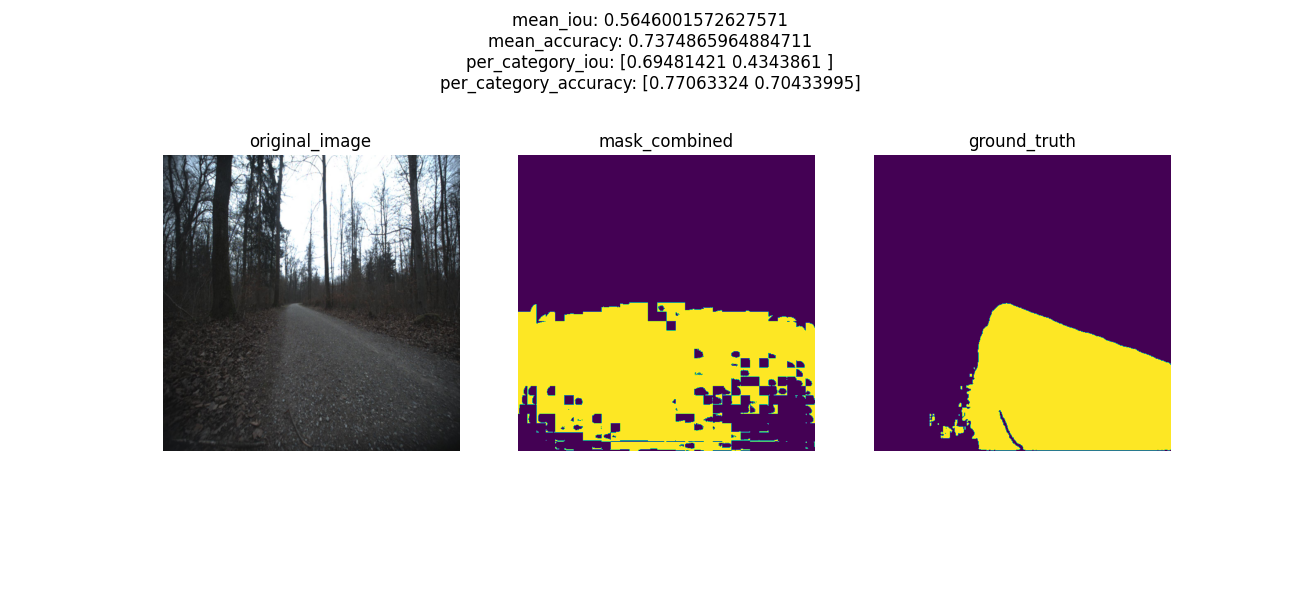 mean_iou: 0.5646001572627571
mean_accuracy: 0.7374865964884711
per_category_iou: [0.69481421 0.4343861 ]
per_category_accuracy: [0.77063324 0.70433995]
original_image
mask_combined
ground_truth